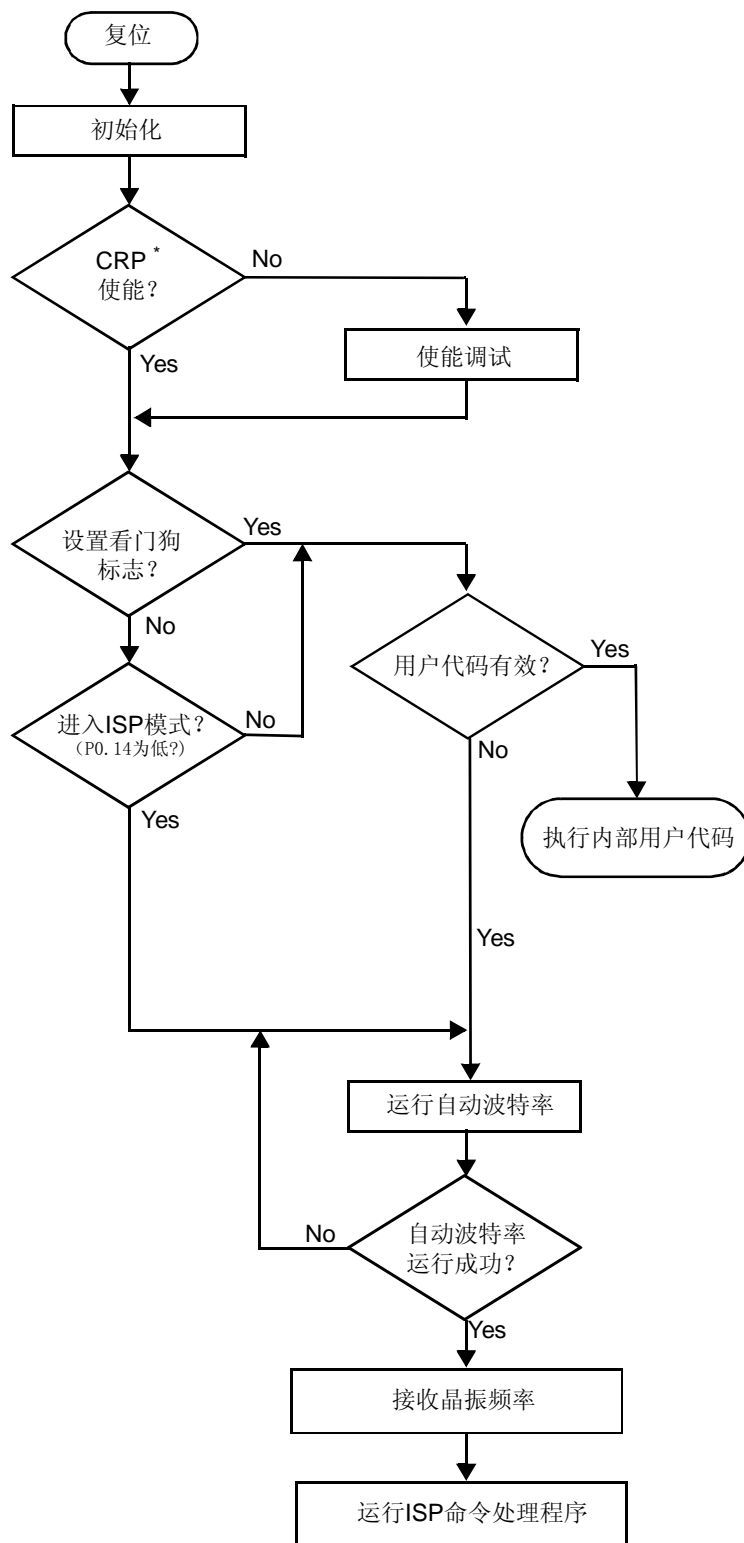 复位
初始化
CRP *
使能？
No
Yes
使能调试
设置看门狗
标志？
Yes
No
用户代码有效？
Yes
No
进入ISP模式？
（P0.14为低?）
No
Yes
执行内部用户代码
Yes
运行自动波特率
自动波特率
运行成功？
No
Yes
接收晶振频率
运行ISP命令处理程序